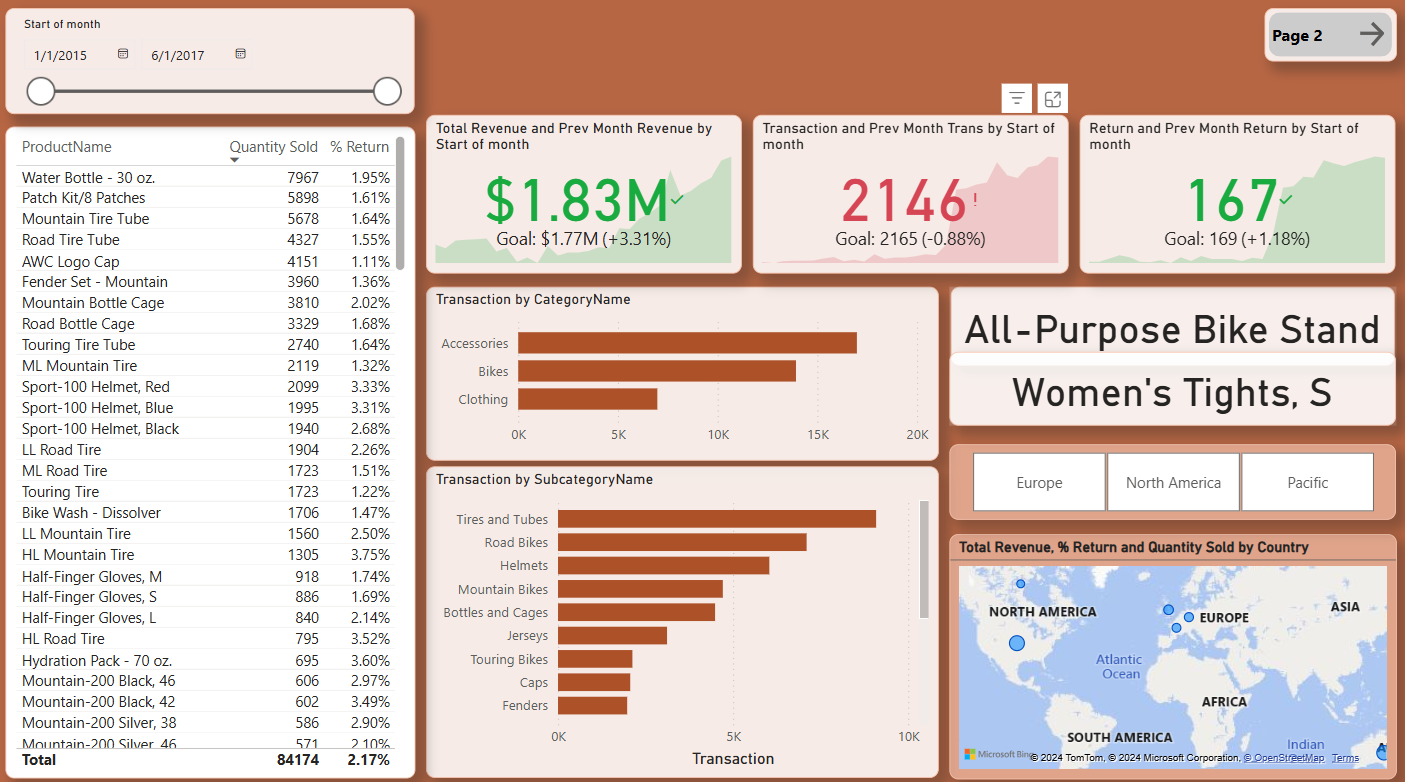 Start of month
1/1/2015 6/1/2017
Page 2
ProductName Quantity Sold % Return
Water Bottle - 30 oz. 7967 1.95%
Patch Kit/8 Patches 5898 1.61%
Mountain Tire Tube 5678 1.64%
Road Tire Tube 4327 1.55%
AWC Logo Cap 4151 1.11%
Fender Set - Mountain 3960 1.36%
Mountain Bottle Cage 3810 2.02%
Road Bottle Cage 3329 1.68%
Touring Tire Tube 2740 1.64%
ML Mountain Tire 2119 1.32%
Sport-100 Helmet, Red 2099 3.33%
Sport-100 Helmet, Blue 1995 3.31%
Sport-100 Helmet, Black 1940 2.68%
LL Road Tire 1904 2.26%
ML Road Tire 1723 1.51%
Touring Tire 1723 1.22%
Bike Wash - Dissolver 1706 1.47%
LL Mountain Tire 1560 2.50%
HL Mountain Tire 1305 3.75%
Half-Finger Gloves, M 918 1.74%
Half-Finger Gloves, S 886 1.69%
Half-Finger Gloves, L 840 2.14%
HL Road Tire 795 3.52%
Hydration Pack - 70 oz. 695 3.60%
Mountain-200 Black, 46 606 2.97%
Mountain-200 Black, 42 602 3.49%
Mountain-200 Silver, 38 586 2.90%
Mountain-200 Silver, 46 571 2.10%
Total 84174 2.17%
Total Revenue and Prev Month Revenue by
Start of month
$1.83M
Goal: $1.77M (+3.31%)
Transaction and Prev Month Trans by Start of
month
2146!
Goal: 2165 (-0.88%)
Return and Prev Month Return by Start of
month
167
Goal: 169 (+1.18%)
Transaction by CategoryName
Accessories
Bikes
Clothing
0K 5K 10K 15K 20K
Transaction by SubcategoryName
Tires and Tubes
Road Bikes
Helmets
Mountain Bikes
Bottles and Cages
Jerseys
Touring Bikes
Caps
Fenders
0K 5K 10K
Transaction
All-Purpose Bike Stand
Women's Tights, S
Europe North America Pacific
Total Revenue, % Return and Quantity Sold by Country
NORTH AMERICA
EUROPE
ASIA
Atlantic
Ocean
AFRICA
SOUTH AMERICA
Indian
Microsoft Bing
© 2024 TomTom, © 2024 Microsoft Corporation, © OpenStreetMap Terms